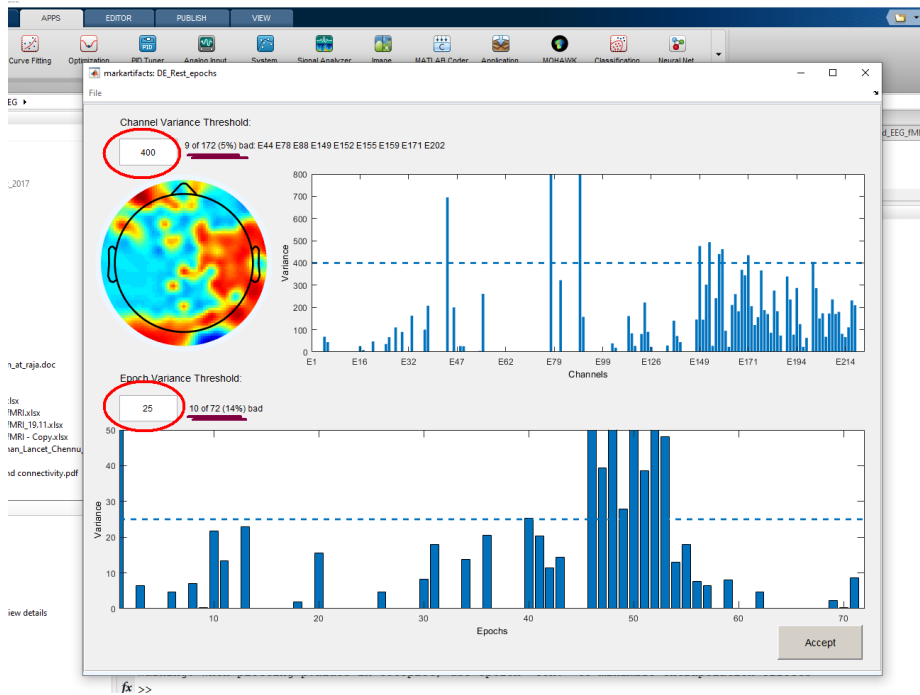 APPS EDITOR PUBLISH VIEW
Curve Fitting Optimization PID Tuner Analog Input System Signal Analyzer Image MATLAB Coder Application MOHAWK Classification Neural Net
markartifacts: DE_Rest_epochs
File
EG
d_EEG_fMR
Channel Variance Threshold:
400
9 of 172 (5%) bad: E44 E78 E88 E149 E152 E155 E159 E171 E202
_2017
800
700
600
500
400
300
200
100
0
Variance
E1 E16 E32 E47 E62 E79 E99 E126 E149 E171 E194 E214
Channels
n_at_raja.doc
Epoch Variance Threshold:
25
10 of 72 (14%) bad
.lsx
fMRI.xlsx
fMRI_19.11.xlsx
fMRI - Copy.xlsx
nan_Lancet_Chennu_
nd connectivity.pdf
50
40
30
20
10
0
Variance
10 20 30 40 50 60 70
Epochs
iew details
Accept
fx >>